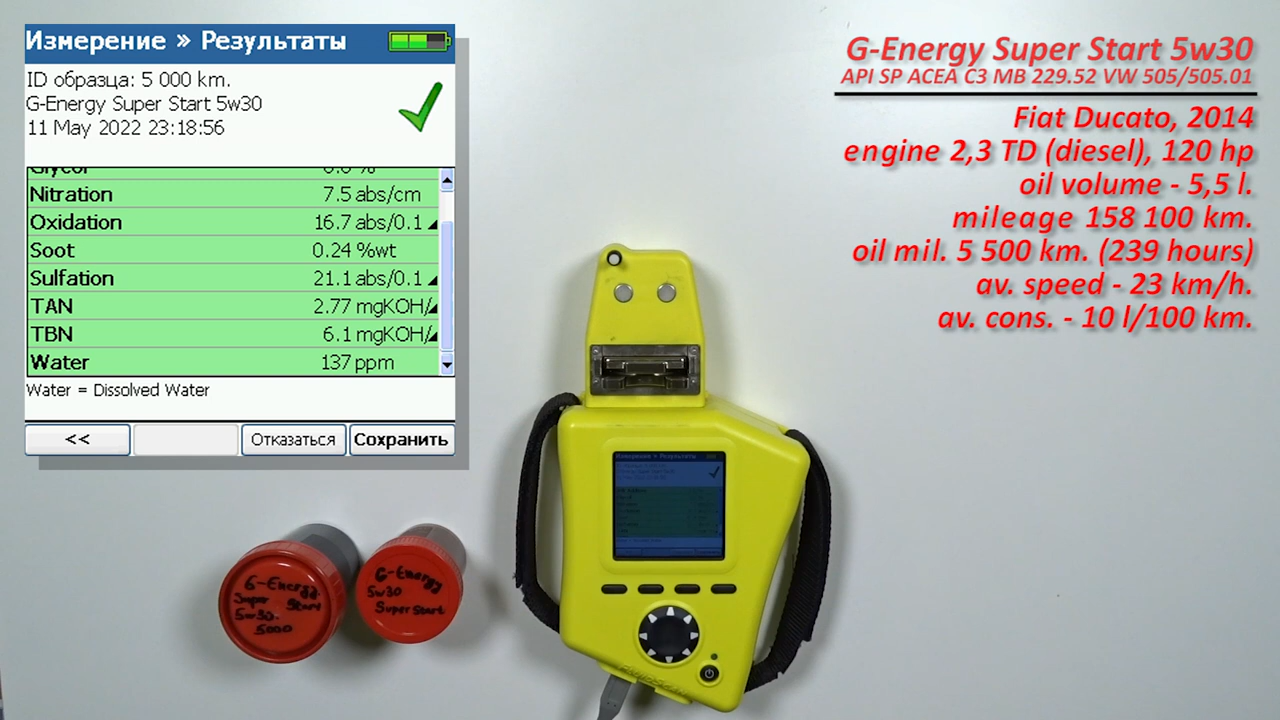 Измерение » Результаты
ID образца: 5 000 km.
G-Energy Super Start 5w30
11 May 2022 23:18:56
Glycol 0.0 %
Nitration 7.5 abs/cm
Oxidation 16.7 abs/0.1
Soot 0.24 %wt
Sulfation 21.1 abs/0.1
TAN 2.77 mgKOH/
TBN 6.1 mgKOH/
Water 137 ppm
Water = Dissolved Water
<< Отказаться Сохранить
G-Energy Super Start 5w30
API SP ACEA C3 MB 229.52 VW 505/505.01
Fiat Ducato, 2014
engine 2,3 TD (diesel), 120 hp
oil volume - 5,5 l.
mileage 158 100 km.
oil mil. 5 500 km. (239 hours)
av. speed - 23 km/h.
av. cons. - 10 l/100 km.
G-Energy
Super Start
5w30.
5000
G-Energy
5w30
Super Start
Измерение » Результаты